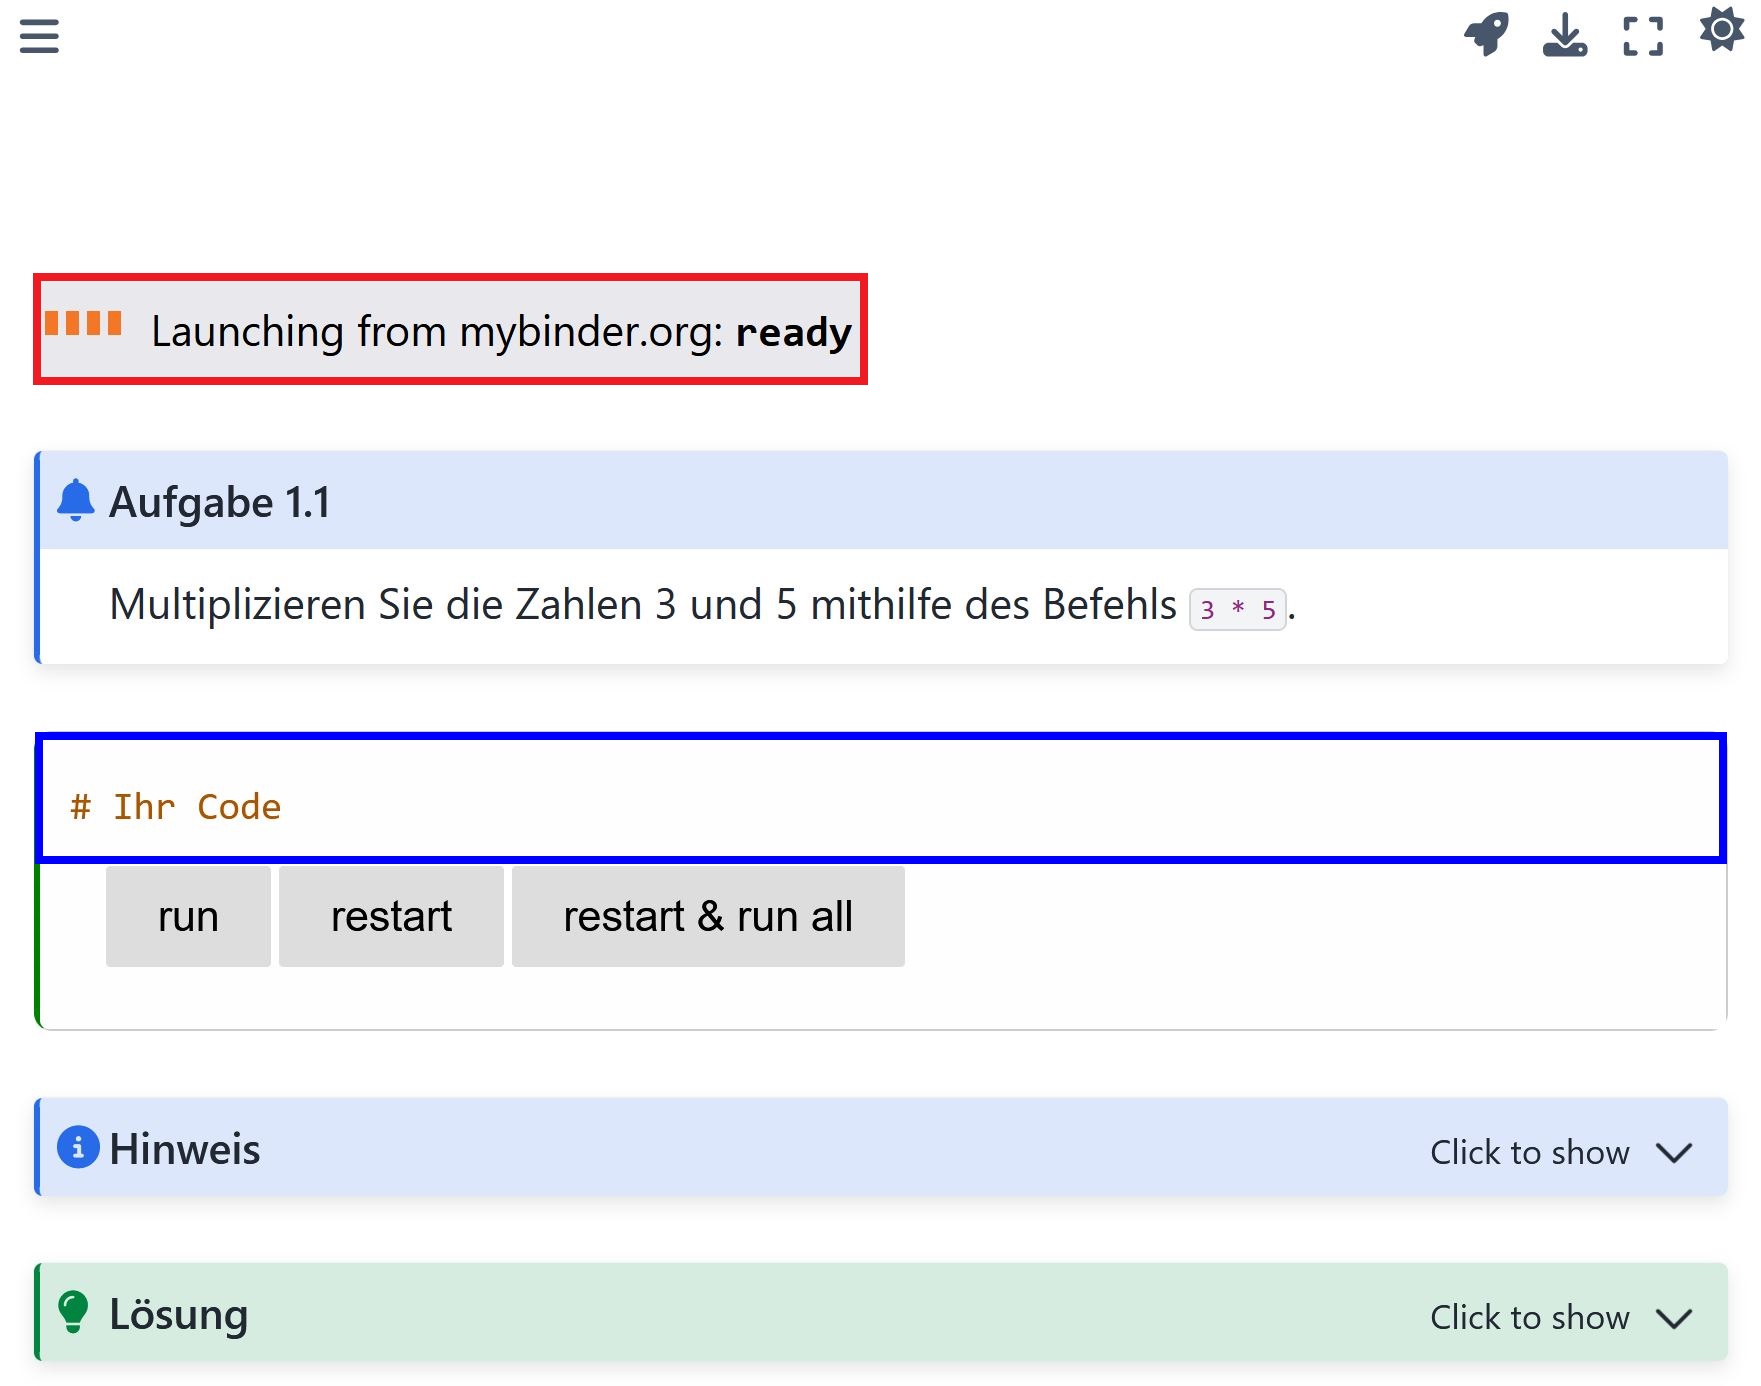 Launching from mybinder.org: ready
Aufgabe 1.1
Multiplizieren Sie die Zahlen 3 und 5 mithilfe des Befehls 3 * 5.
# Ihr Code
run restart restart & run all
Hinweis Click to show
Lösung Click to show